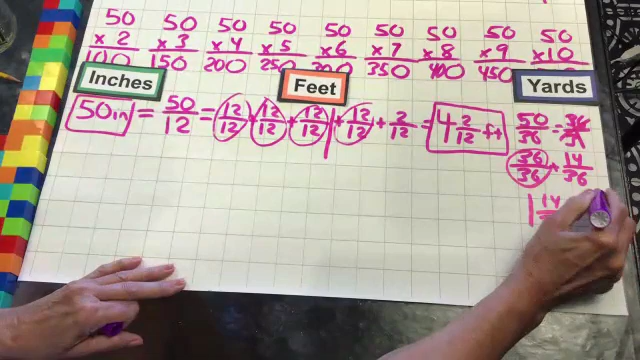 50 50 50 50 50 50 50 50 50
x 2 x 3 x 4 x 5 x 6 x 7 x 8 x 9 x 10
100 150 200 250 350 400 450
Inches Feet Yards
50in = 50/12 = 12/12 + 12/12 + 12/12 + 12/12 + 2/12 = 4 2/12 ft
50/36 = 36/36
36/36 + 14/36
1 14